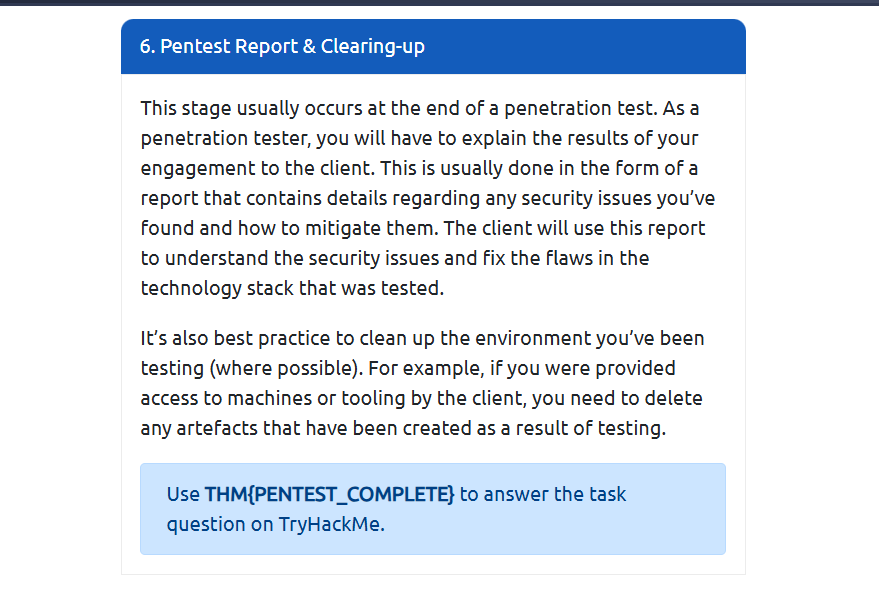 6. Pentest Report & Clearing-up
This stage usually occurs at the end of a penetration test. As a
penetration tester, you will have to explain the results of your
engagement to the client. This is usually done in the form of a
report that contains details regarding any security issues you’ve
found and how to mitigate them. The client will use this report
to understand the security issues and fix the flaws in the
technology stack that was tested.
It’s also best practice to clean up the environment you’ve been
testing (where possible). For example, if you were provided
access to machines or tooling by the client, you need to delete
any artefacts that have been created as a result of testing.
Use THM{PENTEST_COMPLETE} to answer the task
question on TryHackMe.